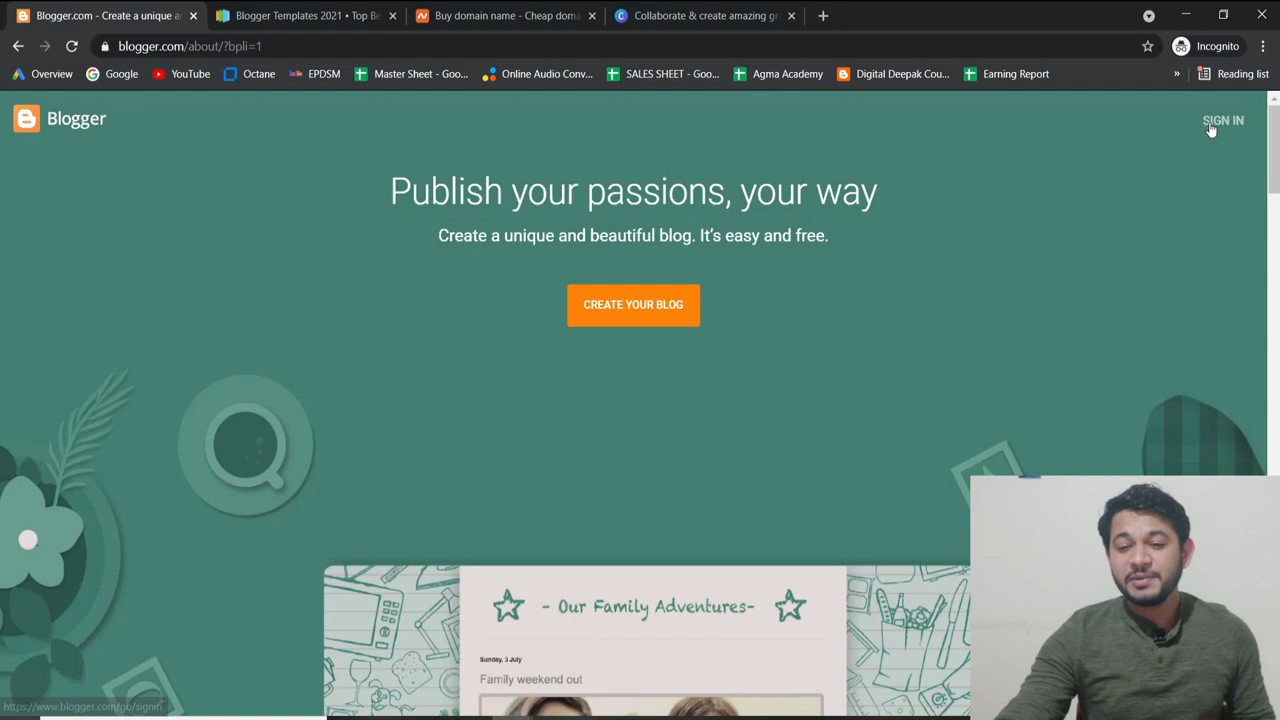 Blogger.com - Create a unique a
Blogger Templates 2021 • Top Be
Buy domain name - Cheap dom
Collaborate & create amazing gr
blogger.com/about/?bpli=1
Incognito
Overview
Google
YouTube
Octane
EPDSM
Master Sheet - Goo...
Online Audio Conv...
SALES SHEET - Goo...
Agma Academy
Digital Deepak Cou...
Earning Report
»
Reading list
Blogger
SIGN IN
Publish your passions, your way
Create a unique and beautiful blog. It's easy and free.
CREATE YOUR BLOG
- Our Family Adventures-
Sunday, 3 July
Family weekend out
https://www.blogger.com/go/signin